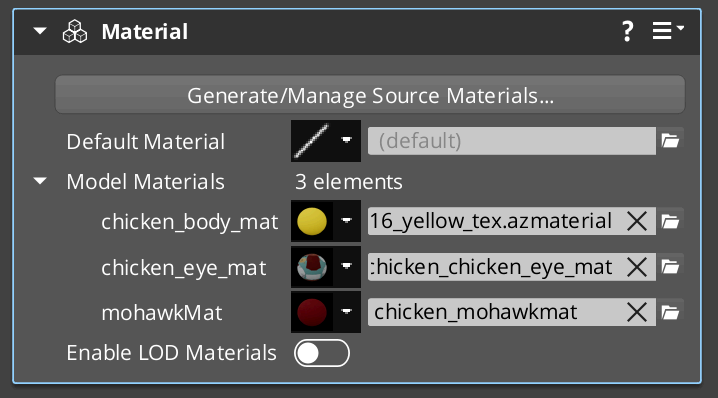 Material ?
Generate/Manage Source Materials...
Default Material (default)
Model Materials 3 elements
chicken_body_mat 16_yellow_tex.azmaterial
chicken_eye_mat chicken_chicken_eye_mat
mohawkMat chicken_mohawkmat
Enable LOD Materials